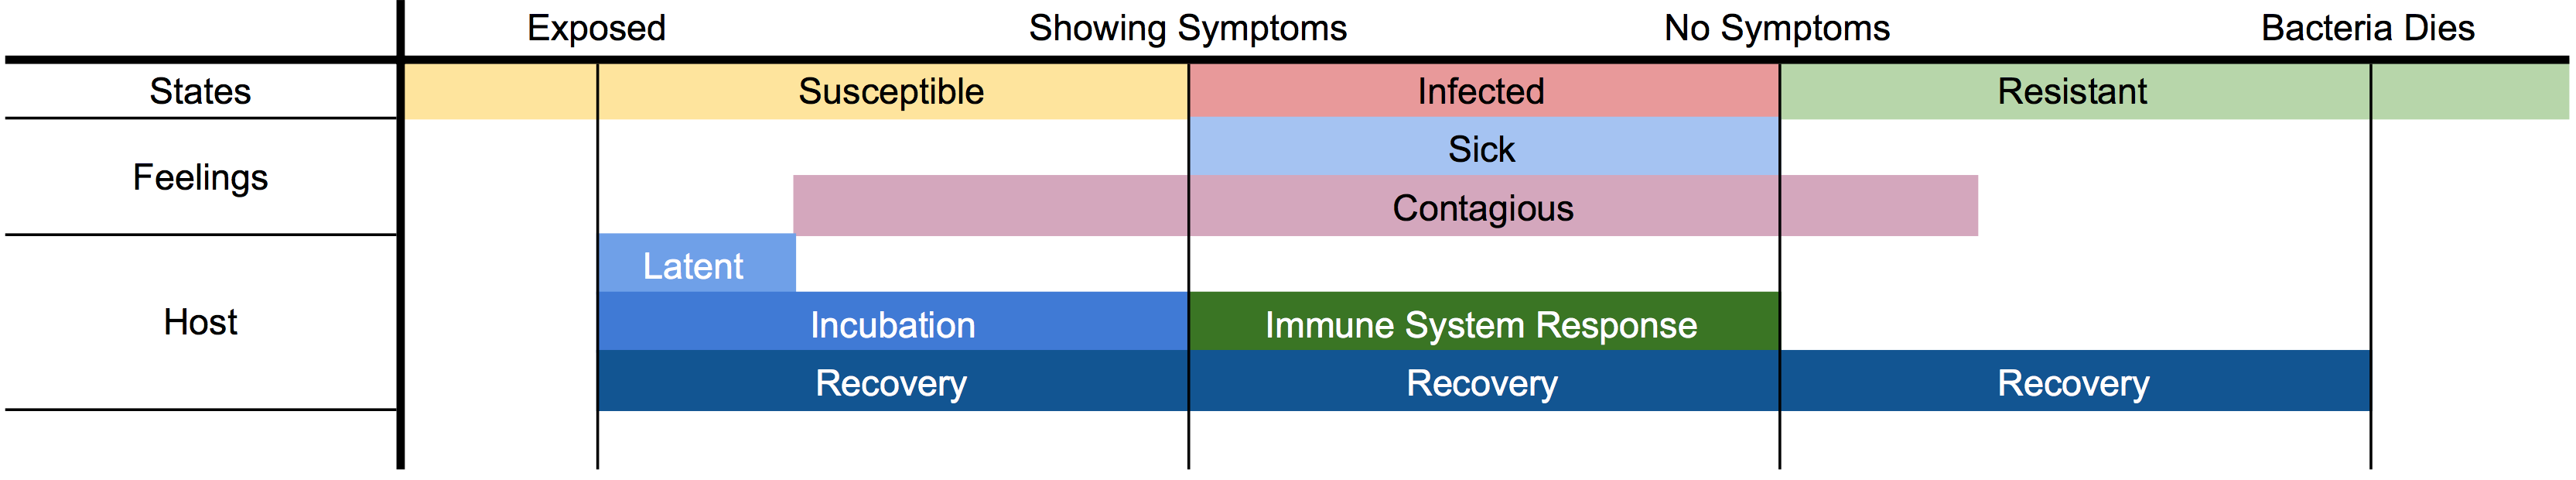 Exposed Showing Symptoms No Symptoms Bacteria Dies
States Susceptible Infected Resistant
Sick
Feelings
Contagious
Latent
Host Incubation Immune System Response
Recovery Recovery Recovery